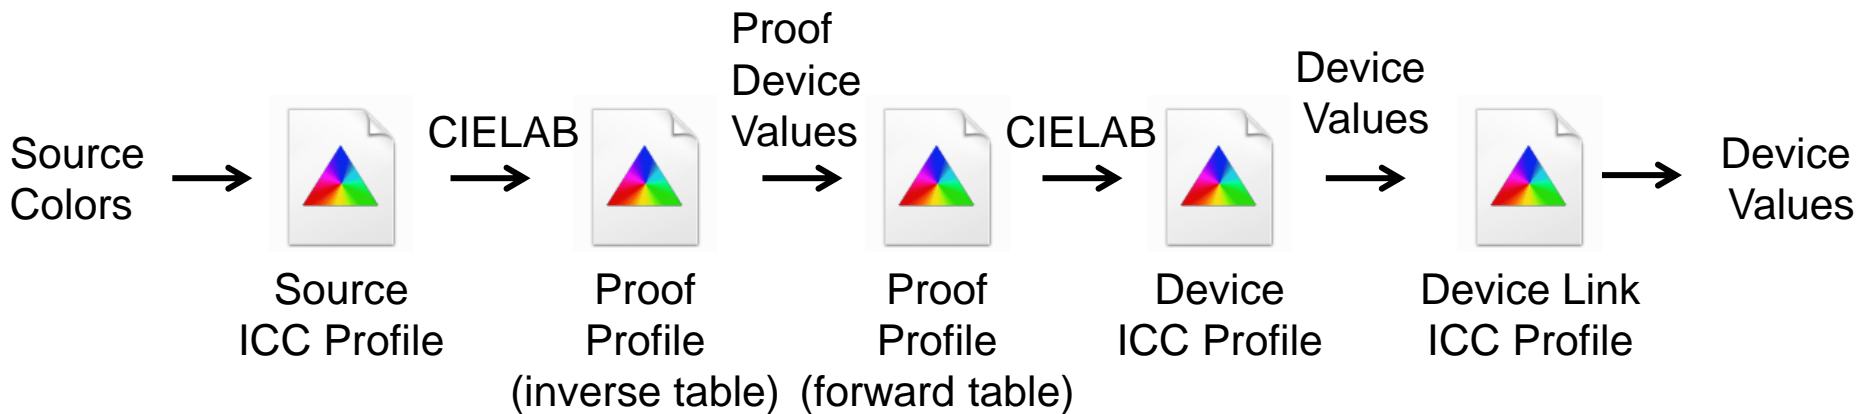 Source
Colors
CIELAB
Proof
Device
Values
CIELAB
Device
Values
Device
Values
Source
ICC Profile
Proof
Profile
(inverse table)
Proof
Profile
(forward table)
Device
ICC Profile
Device Link
ICC Profile